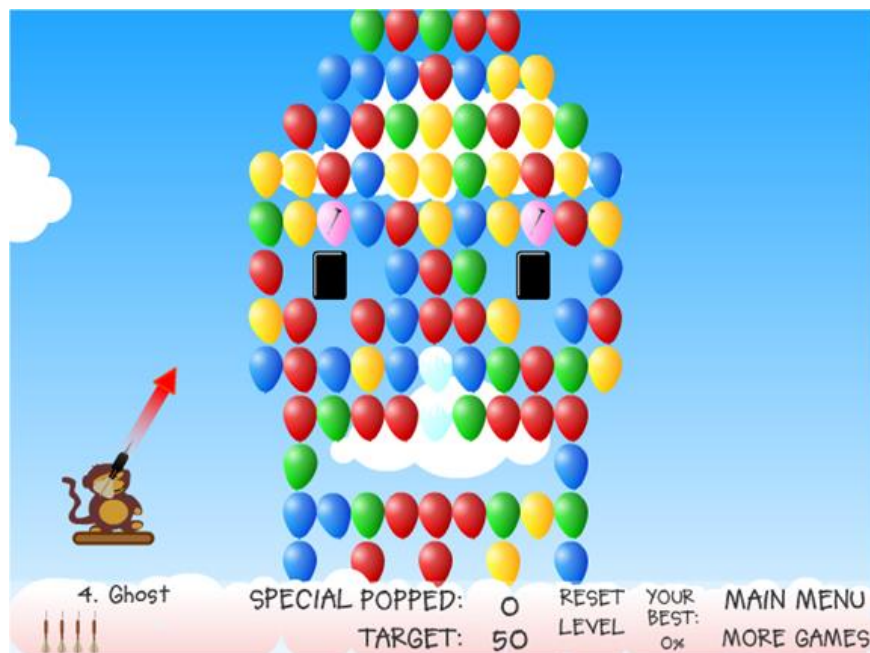 4. Ghost
SPECIAL POPPED: 0
TARGET: 50
RESET
LEVEL
YOUR
BEST:
0%
MAIN MENU
MORE GAMES